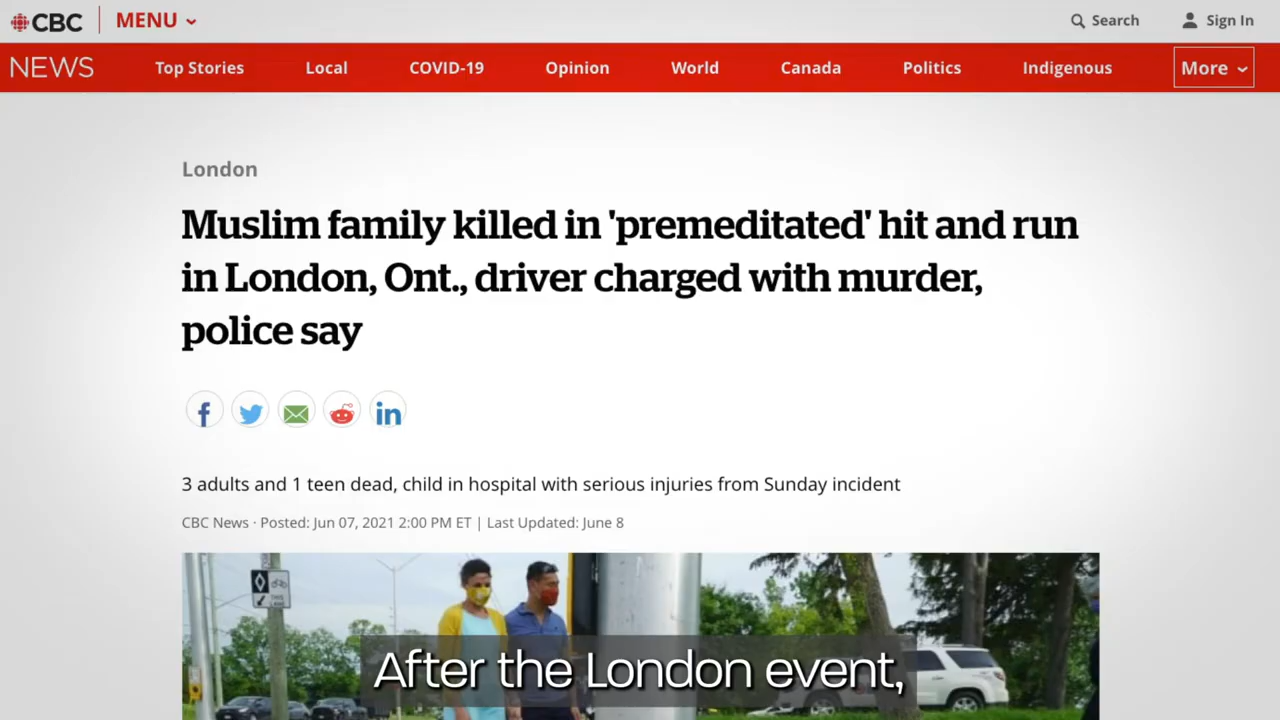 CBC MENU Search Sign In
NEWS Top Stories Local COVID-19 Opinion World Canada Politics Indigenous More
London
Muslim family killed in 'premeditated' hit and run
in London, Ont., driver charged with murder,
police say
3 adults and 1 teen dead, child in hospital with serious injuries from Sunday incident
CBC News · Posted: Jun 07, 2021 2:00 PM ET | Last Updated: June 8
After the London event,